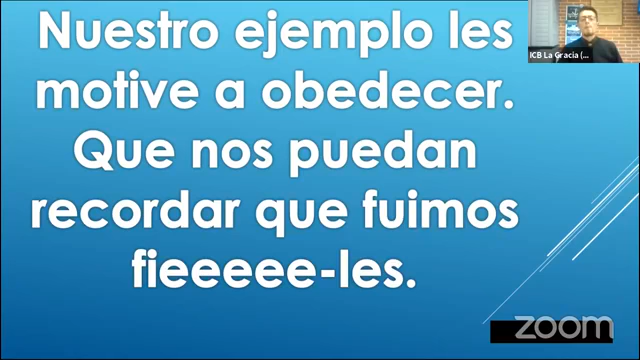 Nuestro ejemplo les
motive a obedecer.
Que nos puedan
recordar que fuimos
fieeeee-les.
ICB La Gracia (...
zoom